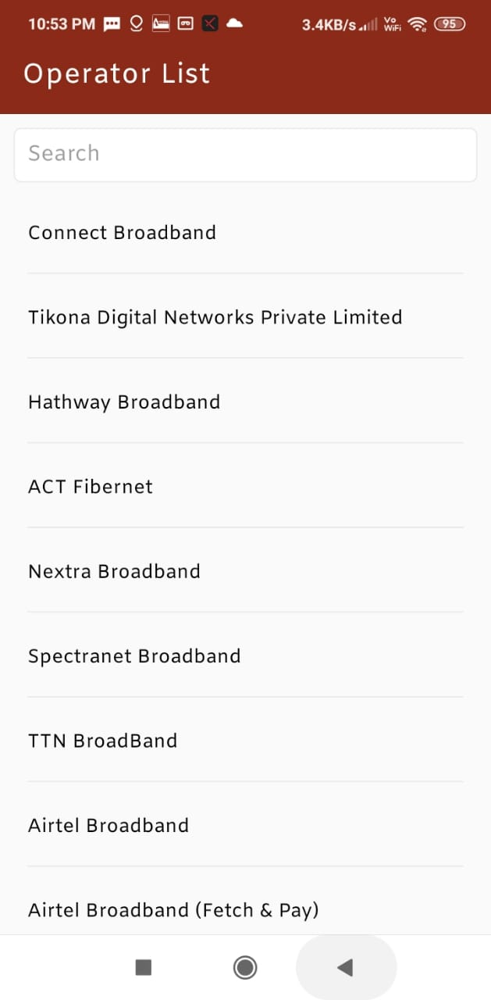 10:53 PM 3.4KB/s Vo WiFi 95
Operator List
Search
Connect Broadband
Tikona Digital Networks Private Limited
Hathway Broadband
ACT Fibernet
Nextra Broadband
Spectranet Broadband
TTN BroadBand
Airtel Broadband
Airtel Broadband (Fetch & Pay)